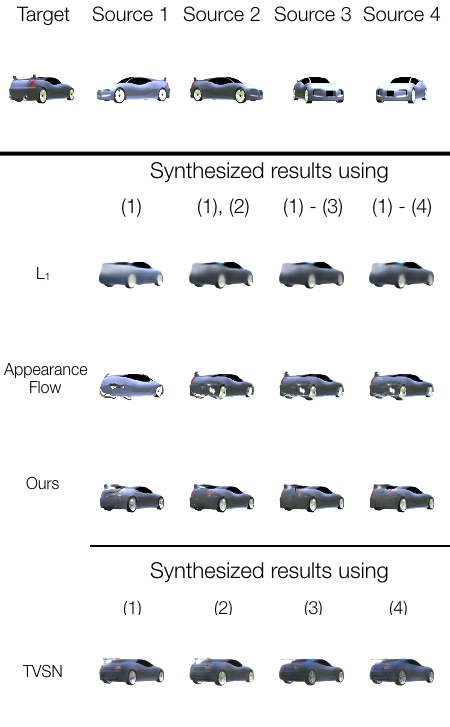 Target Source 1 Source 2 Source 3 Source 4
Synthesized results using
(1) (1), (2) (1) - (3) (1) - (4)
L₁
Appearance
Flow
Ours
Synthesized results using
(1) (2) (3) (4)
TVSN